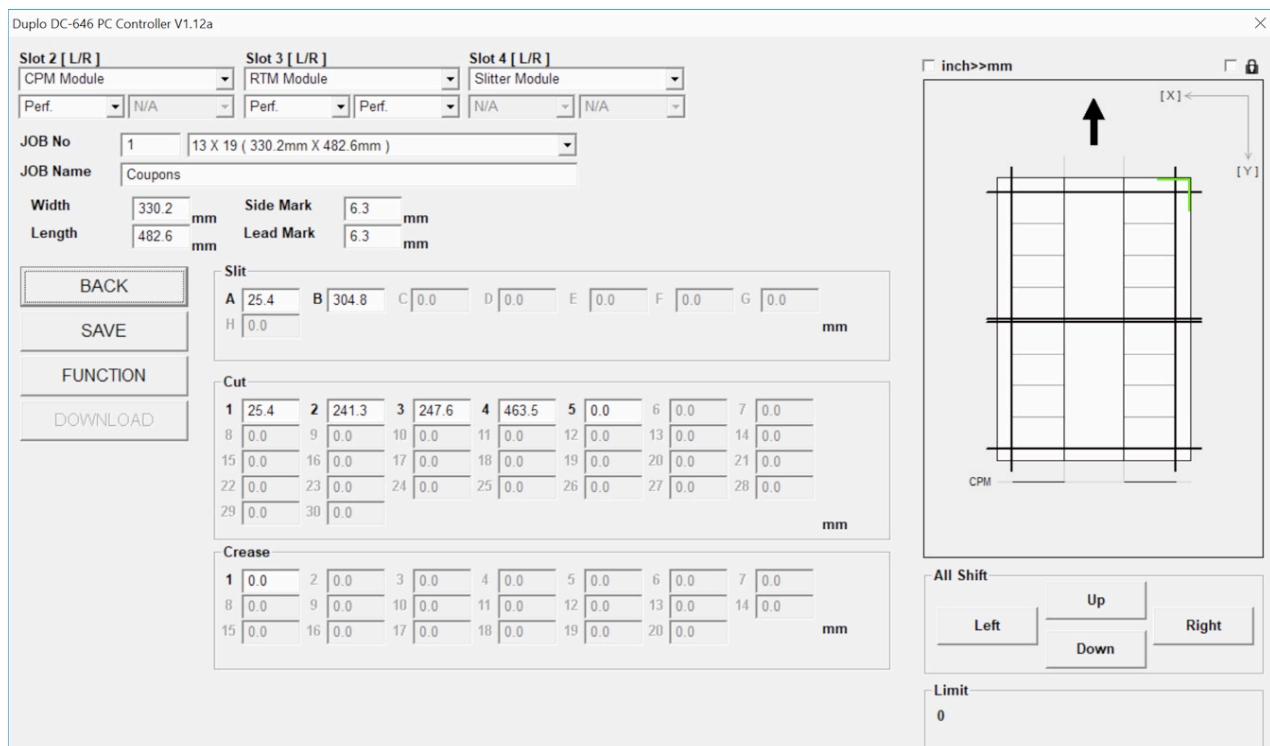 Duplo DC-646 PC Controller V1.12a
Slot 2 [ L/R ] Slot 3 [ L/R ] Slot 4 [ L/R ]
CPM Module RTM Module Slitter Module
Perf. N/A Perf. Perf. N/A N/A
JOB No 1 13 X 19 ( 330.2mm X 482.6mm )
JOB Name Coupons
Width 330.2 mm Side Mark 6.3 mm
Length 482.6 mm Lead Mark 6.3 mm
BACK
SAVE
FUNCTION
DOWNLOAD
Slit
A 25.4 B 304.8 C 0.0 D 0.0 E 0.0 F 0.0 G 0.0
H 0.0 mm
Cut
1 25.4 2 241.3 3 247.6 4 463.5 5 0.0 6 0.0 7 0.0
8 0.0 9 0.0 10 0.0 11 0.0 12 0.0 13 0.0 14 0.0
15 0.0 16 0.0 17 0.0 18 0.0 19 0.0 20 0.0 21 0.0
22 0.0 23 0.0 24 0.0 25 0.0 26 0.0 27 0.0 28 0.0
29 0.0 30 0.0
mm
Crease
1 0.0 2 0.0 3 0.0 4 0.0 5 0.0 6 0.0 7 0.0
8 0.0 9 0.0 10 0.0 11 0.0 12 0.0 13 0.0 14 0.0
15 0.0 16 0.0 17 0.0 18 0.0 19 0.0 20 0.0 mm
inch>>mm
[X]
[Y]
CPM
All Shift
Up
Left Right
Down
Limit
0